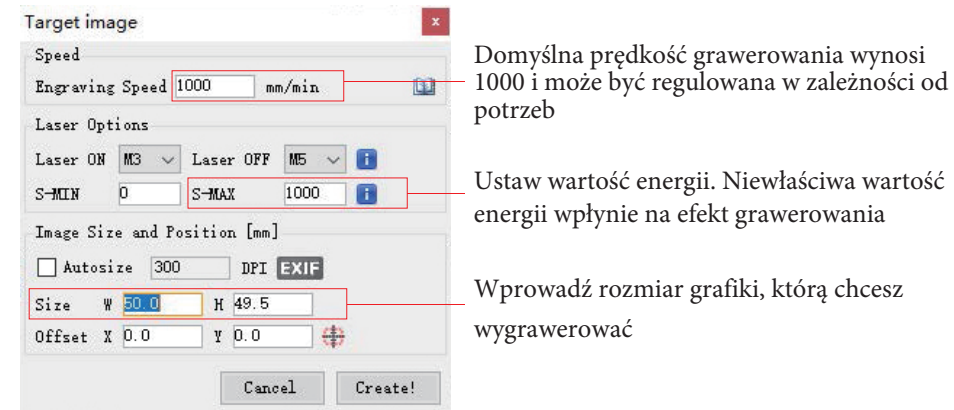 Target image
x
Speed
Engraving Speed 1000 mm/min
Domyślna prędkość grawerowania wynosi
1000 i może być regulowana w zależności od
potrzeb
Laser Options
Laser ON M3 Laser OFF M5 i
S-MIN 0 S-MAX 1000 i
Ustaw wartość energii. Niewłaściwa wartość
energii wpłynie na efekt grawerowania
Image Size and Position [mm]
Autosize 300 DPI EXIF
Size W 50.0 H 49.5
Offset X 0.0 Y 0.0
Wprowadź rozmiar grafiki, którą chcesz
wygrawerować
Cancel Create!